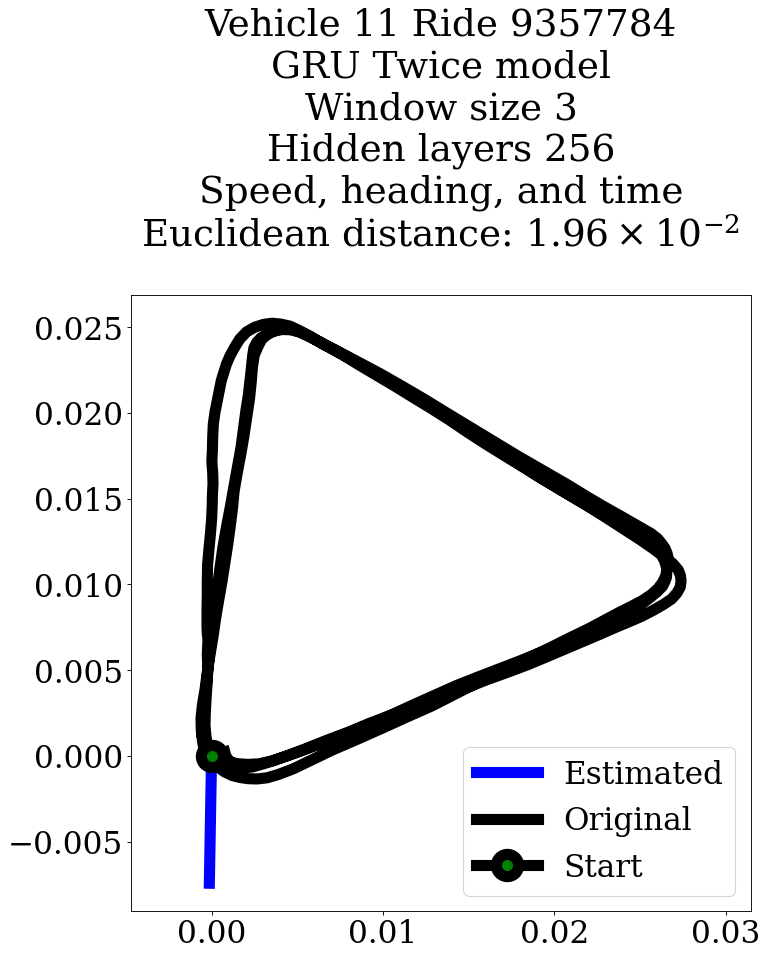 Vehicle 11 Ride 9357784
GRU Twice model
Window size 3
Hidden layers 256
Speed, heading, and time
Euclidean distance: 1.96 × 10⁻²
0.025
0.020
0.015
0.010
0.005
0.000
−0.005
Estimated
Original
Start
0.00 0.01 0.02 0.03